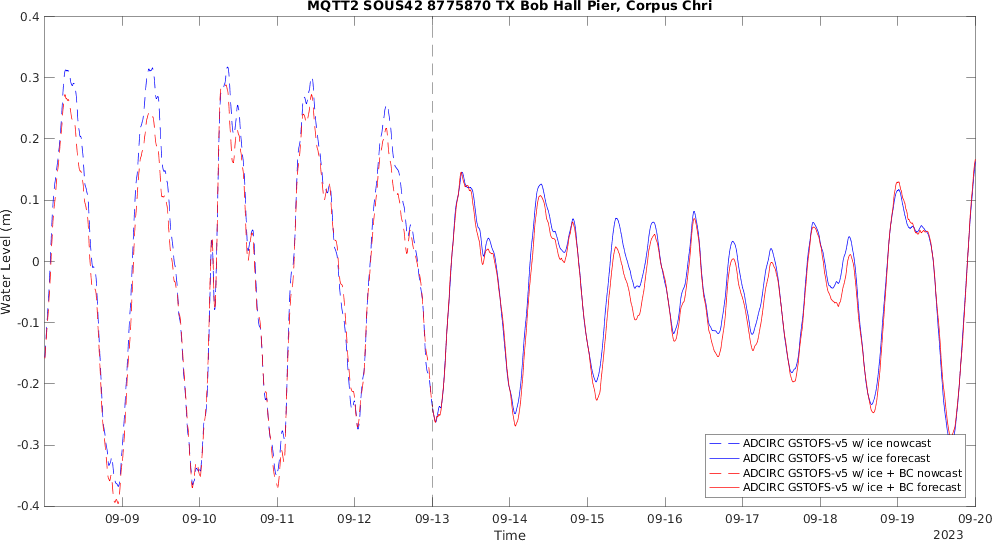 MQTT2 SOUS42 8775870 TX Bob Hall Pier, Corpus Chri
Water Level (m)
0.4
0.3
0.2
0.1
0
-0.1
-0.2
-0.3
-0.4
ADCIRC GSTOFS-v5 w/ ice nowcast
ADCIRC GSTOFS-v5 w/ ice forecast
ADCIRC GSTOFS-v5 w/ ice + BC nowcast
ADCIRC GSTOFS-v5 w/ ice + BC forecast
09-09 09-10 09-11 09-12 09-13 09-14 09-15 09-16 09-17 09-18 09-19 09-20
Time
2023